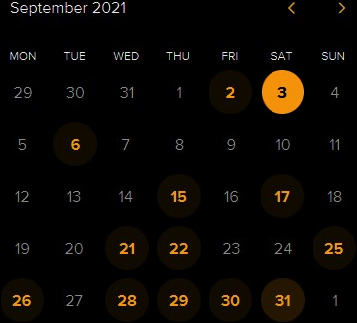 September 2021
MON TUE WED THU FRI SAT SUN
29 30 31 1 2 3 4
5 6 7 8 9 10 11
12 13 14 15 16 17 18
19 20 21 22 23 24 25
26 27 28 29 30 31 1